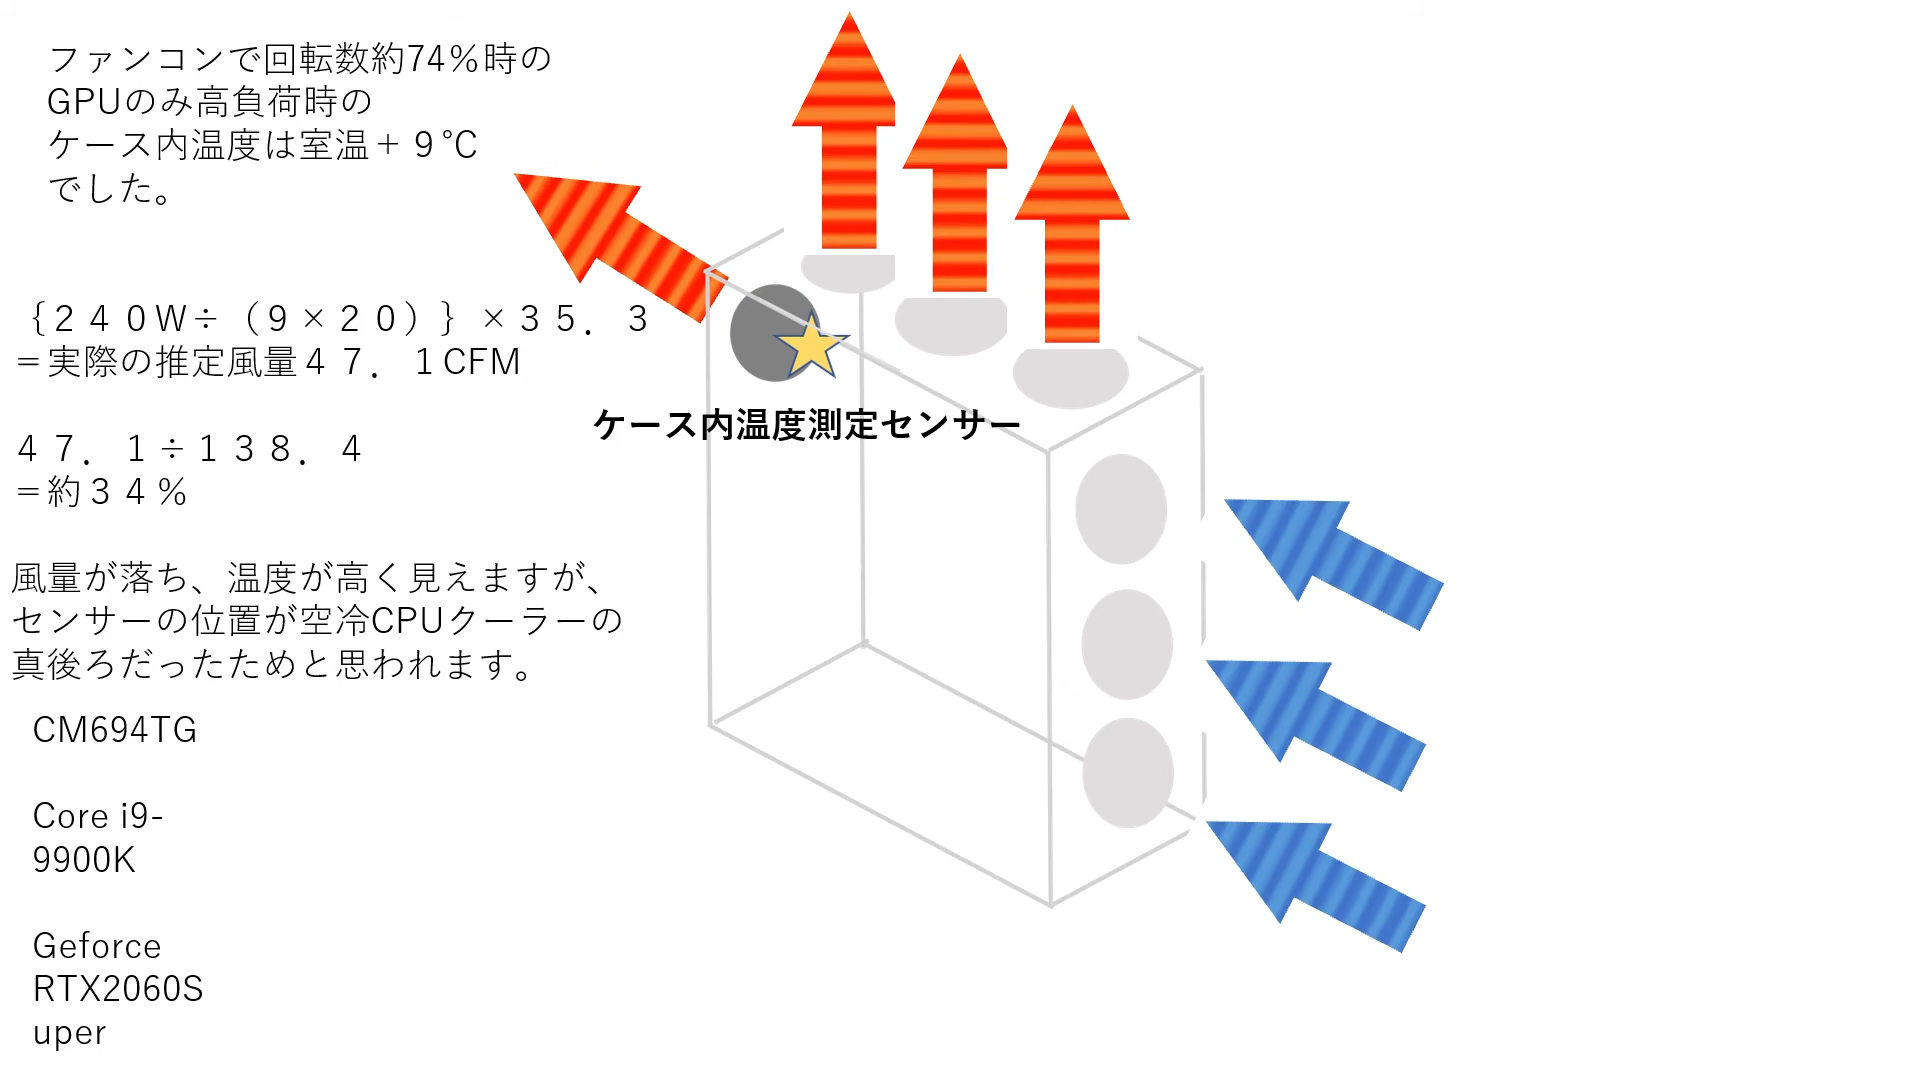 ファンコンで回転数約74％時の
GPUのみ高負荷時の
ケース内温度は室温＋９℃
でした。
｛２４０W÷（９×２０）｝×３５．３
＝実際の推定風量４７．１CFM
４７．１÷１３８．４
＝約３４％
風量が落ち、温度が高く見えますが、
センサーの位置が空冷CPUクーラーの
真後ろだったためと思われます。
ケース内温度測定センサー
CM694TG
Core i9-
9900K
Geforce
RTX2060S
uper